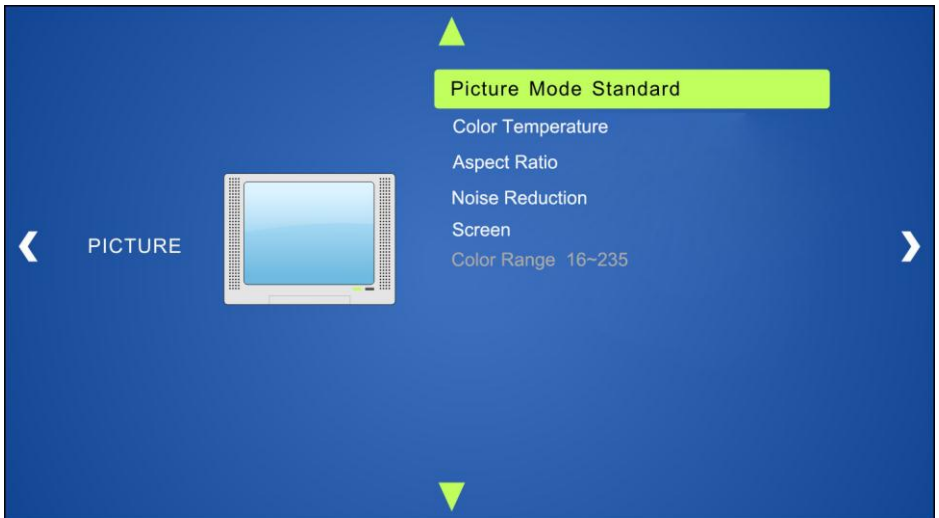 Picture Mode Standard
Color Temperature
Aspect Ratio
Noise Reduction
Screen
PICTURE
Color Range 16~235